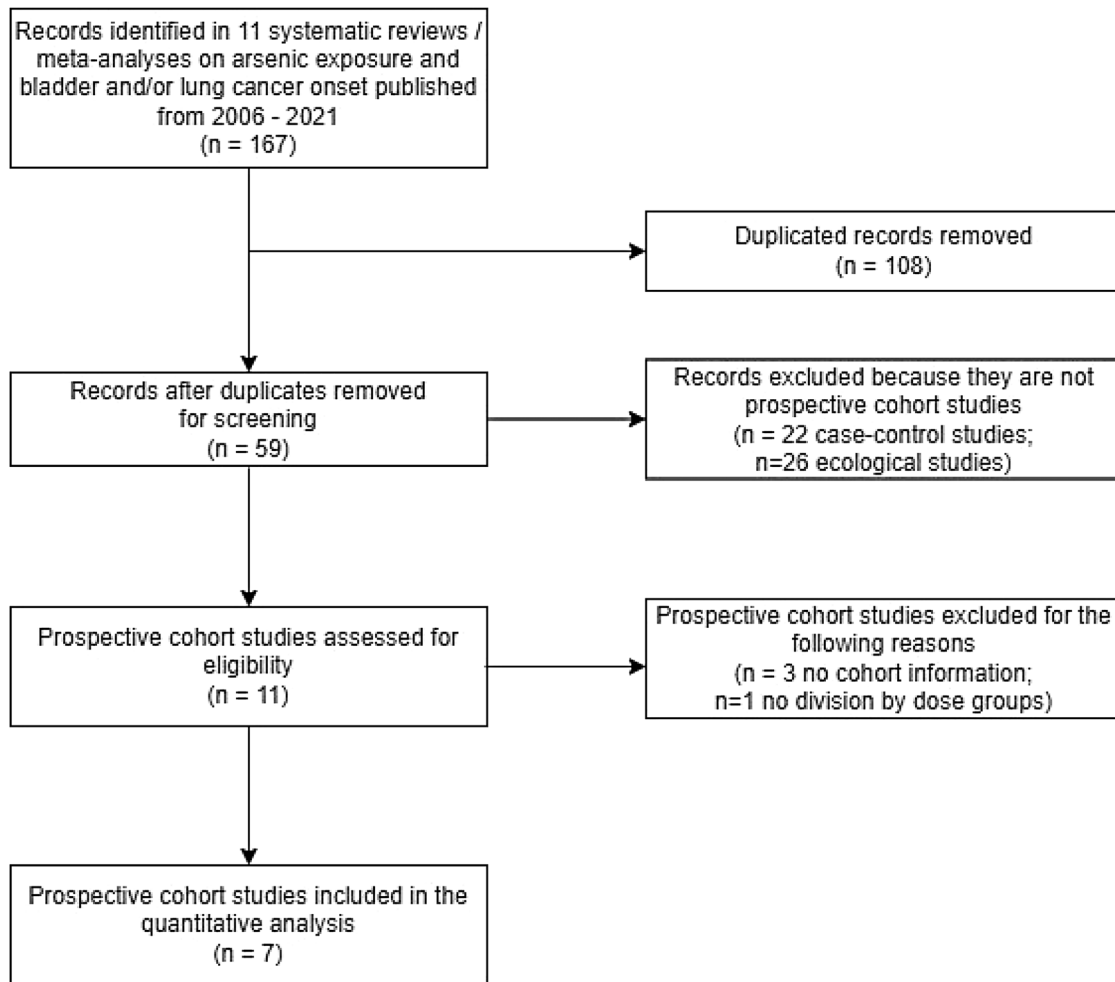 Records identified in 11 systematic reviews /
meta-analyses on arsenic exposure and
bladder and/or lung cancer onset published
from 2006 - 2021
(n = 167)
Duplicated records removed
(n = 108)
Records after duplicates removed
for screening
(n = 59)
Records excluded because they are not
prospective cohort studies
(n = 22 case-control studies;
n=26 ecological studies)
Prospective cohort studies assessed for
eligibility
(n = 11)
Prospective cohort studies excluded for the
following reasons
(n = 3 no cohort information;
n=1 no division by dose groups)
Prospective cohort studies included in the
quantitative analysis
(n = 7)